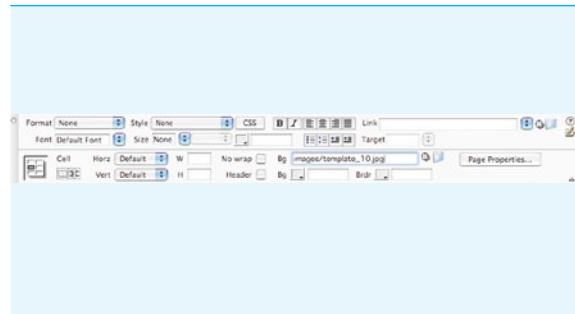 Format None Style None CSS B I Link
Font Default Font Size None Target
Cell Horz Default W No wrap Bg images/template_10.jpg Page Properties...
Vert Default H Header Bg Brdr